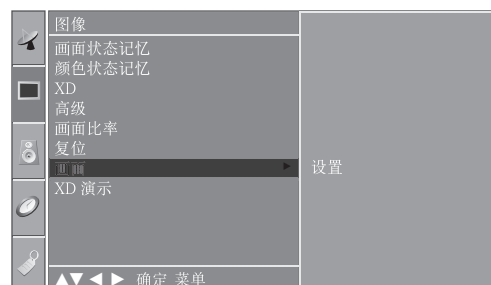 图像
画面状态记忆
颜色状态记忆
XD
高级
画面比率
复位
设置
XD 演示
确定 菜单